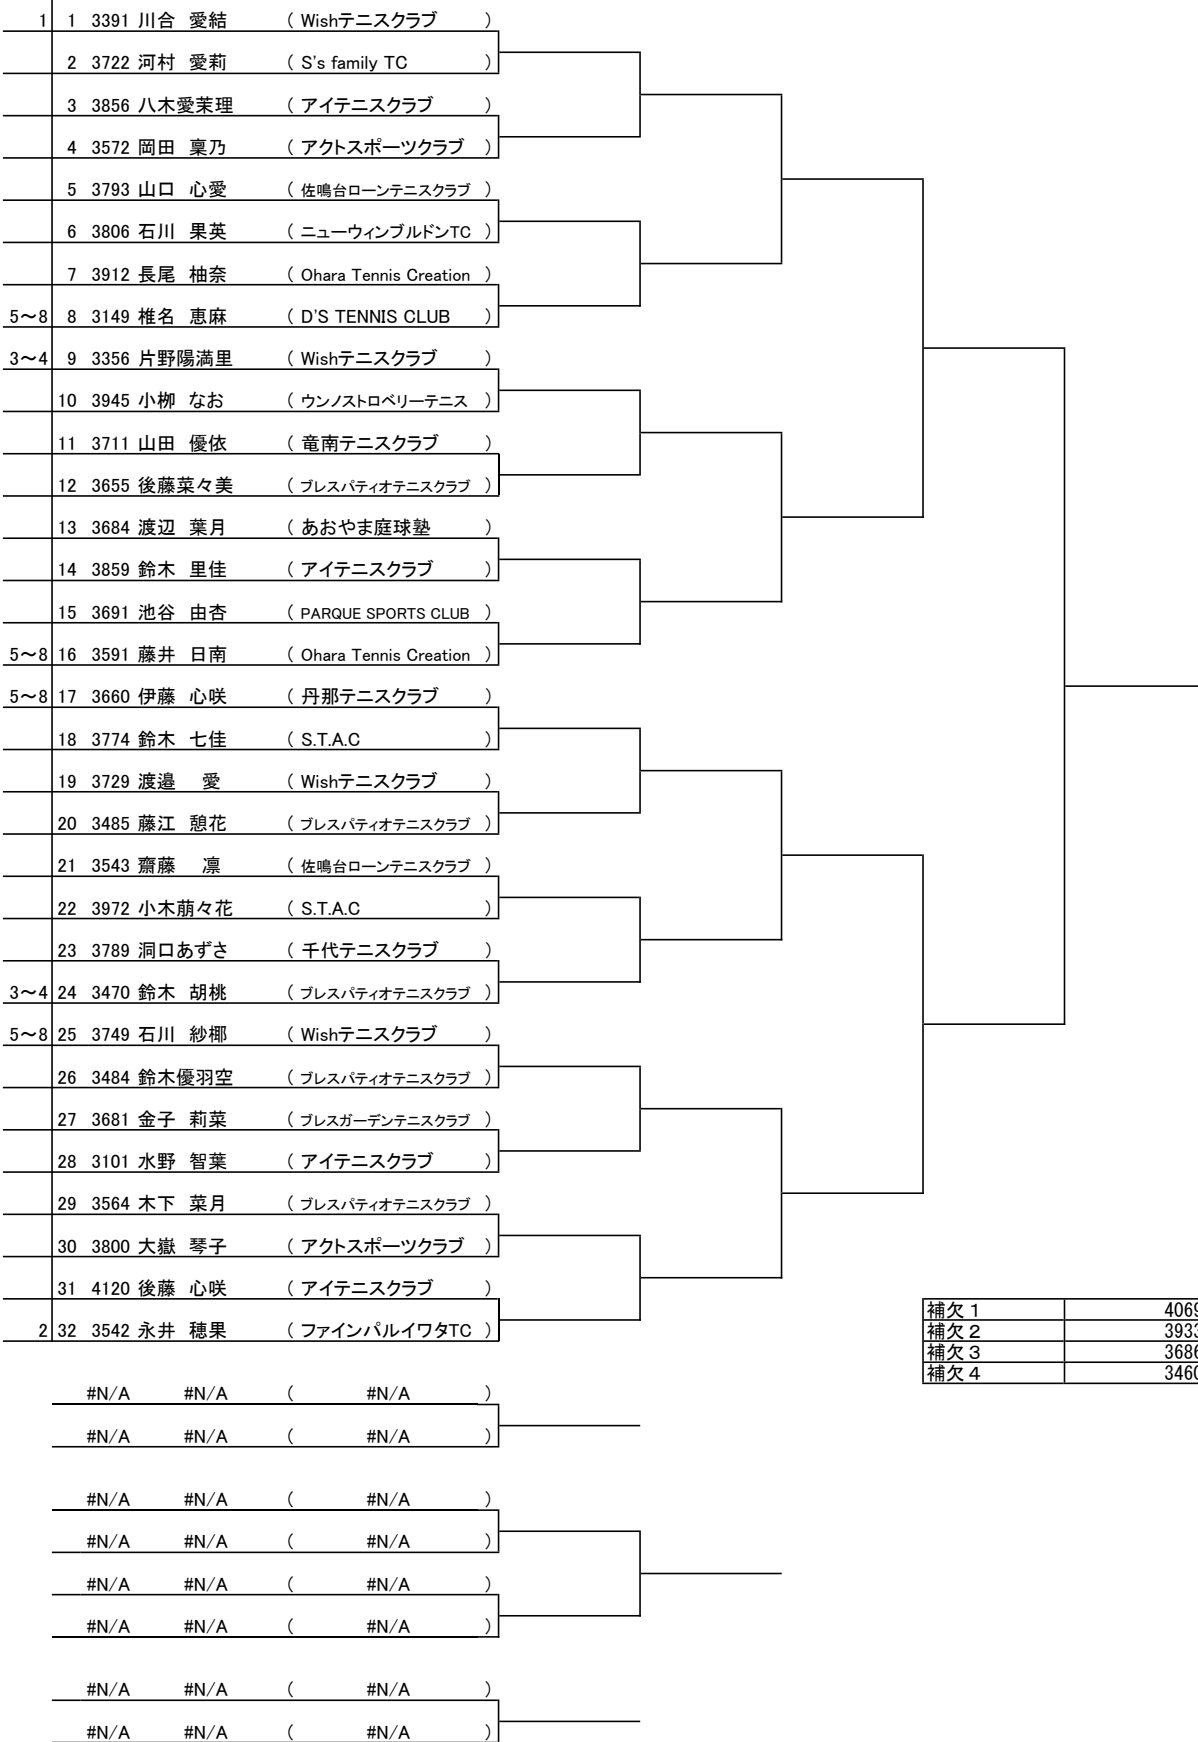 1 1 3391 川合 愛結 ( Wishテニスクラブ )
2 3722 河村 愛莉 ( S's family TC )
3 3856 八木愛茉理 ( アイテニスクラブ )
4 3572 岡田 稟乃 ( アクトスポーツクラブ )
5 3793 山口 心愛 ( 佐鳴台ローンテニスクラブ )
6 3806 石川 果英 ( ニューウィンブルドンTC )
7 3912 長尾 柚奈 ( Ohara Tennis Creation )
5～8 8 3149 椎名 恵麻 ( D'S TENNIS CLUB )
3～4 9 3356 片野陽満里 ( Wishテニスクラブ )
10 3945 小栁 なお ( ウンノストロベリーテニス )
11 3711 山田 優依 ( 竜南テニスクラブ )
12 3655 後藤菜々美 ( ブレスパティオテニスクラブ )
13 3684 渡辺 葉月 ( あおやま庭球塾 )
14 3859 鈴木 里佳 ( アイテニスクラブ )
15 3691 池谷 由杏 ( PARQUE SPORTS CLUB )
5～8 16 3591 藤井 日南 ( Ohara Tennis Creation )
5～8 17 3660 伊藤 心咲 ( 丹那テニスクラブ )
18 3774 鈴木 七佳 ( S.T.A.C )
19 3729 渡邉 愛 ( Wishテニスクラブ )
20 3485 藤江 憩花 ( ブレスパティオテニスクラブ )
21 3543 齋藤 凛 ( 佐鳴台ローンテニスクラブ )
22 3972 小木萠々花 ( S.T.A.C )
23 3789 洞口あずさ ( 千代テニスクラブ )
3～4 24 3470 鈴木 胡桃 ( ブレスパティオテニスクラブ )
5～8 25 3749 石川 紗椰 ( Wishテニスクラブ )
26 3484 鈴木優羽空 ( ブレスパティオテニスクラブ )
27 3681 金子 莉菜 ( ブレスガーデンテニスクラブ )
28 3101 水野 智葉 ( アイテニスクラブ )
29 3564 木下 菜月 ( ブレスパティオテニスクラブ )
30 3800 大嶽 琴子 ( アクトスポーツクラブ )
31 4120 後藤 心咲 ( アイテニスクラブ )
2 32 3542 永井 穂果 ( ファインパルイワタTC )
補欠１ 4069
補欠２ 3933
補欠３ 3686
補欠４ 3460
#N/A #N/A ( #N/A )
#N/A #N/A ( #N/A )
#N/A #N/A ( #N/A )
#N/A #N/A ( #N/A )
#N/A #N/A ( #N/A )
#N/A #N/A ( #N/A )
#N/A #N/A ( #N/A )
#N/A #N/A ( #N/A )